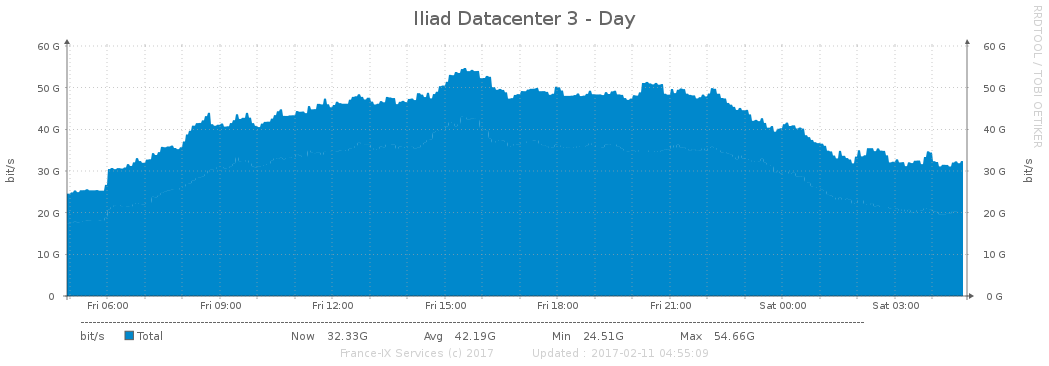 Iliad Datacenter 3 - Day
RRDTOOL / TOBI OETIKER
60 G 60 G
50 G 50 G
40 G 40 G
30 G 30 G
20 G 20 G
10 G 10 G
0 0 G
bit/s bit/s
Fri 06:00 Fri 09:00 Fri 12:00 Fri 15:00 Fri 18:00 Fri 21:00 Sat 00:00 Sat 03:00
bit/s Total Now 32.33G Avg 42.19G Min 24.51G Max 54.66G
France-IX Services (c) 2017 Updated : 2017-02-11 04:55:09